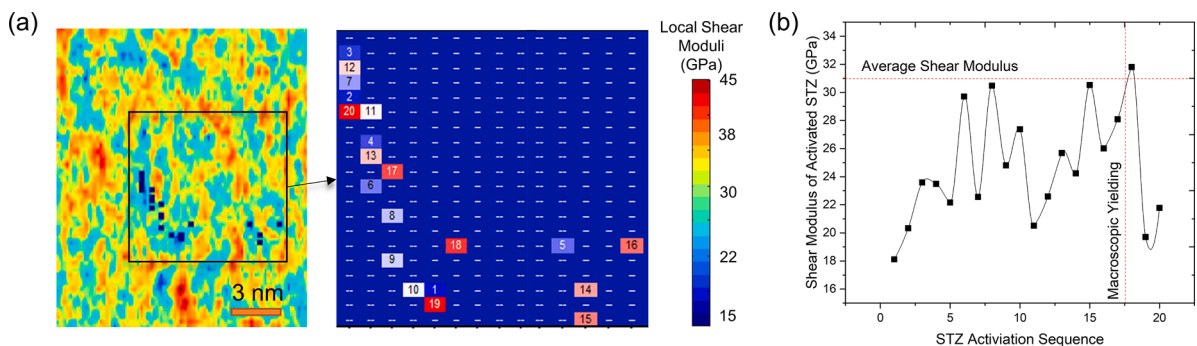 (a)
Local Shear
Moduli
(GPa)
3
12
7
2
20 11
4
13
17
6
8
18 5 16
9
10 1 14
19
15
3 nm
45
38
30
22
15
(b)
Shear Modulus of Activated STZ (GPa)
34
32
30
28
26
24
22
20
18
16
Average Shear Modulus
Macroscopic Yielding
0 5 10 15 20
STZ Activiation Sequence